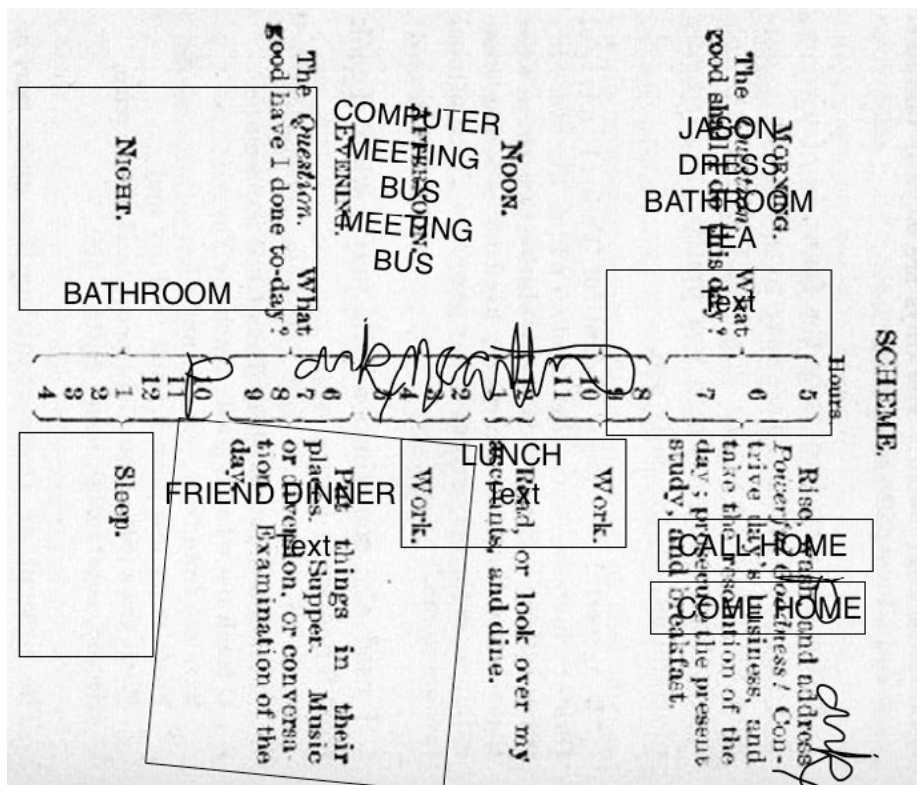 SCHEME.
Hours
MORNING.
The Question. What
good shall I do this day?
5
6
7
Rise, wash, and address
Powerful Goodness! Con-
trive day's business, and
take the resolution of the
day; prosecute the present
study, and breakfast.
8
9
10
11
Work.
NOON.
12
1
Read, or look over my
accounts, and dine.
AFTERNOON.
2
3
4
5
Work.
EVENING.
The Question. What
good have I done to-day?
6
7
8
9
Put things in their
places. Supper. Music
or diversion, or conversa-
tion. Examination of the
day.
NIGHT.
10
11
12
1
2
3
4
Sleep.
COMPUTER
MEETING
BUS
MEETING
BUS
JASON
DRESS
BATHROOM
TEA
Text
BATHROOM
LUNCH
Text
FRIEND DINNER
Text
CALL HOME
COME HOME